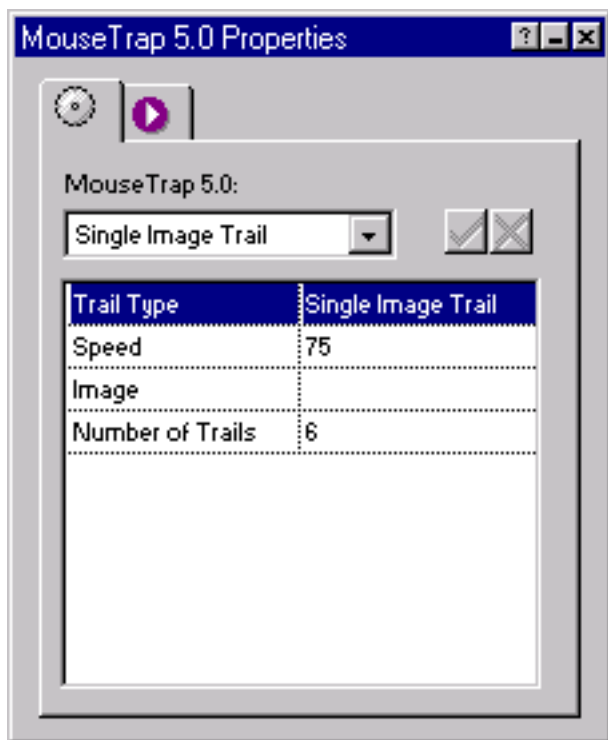 MouseTrap 5.0 Properties
MouseTrap 5.0:
Single Image Trail
Trail Type Single Image Trail
Speed 75
Image
Number of Trails 6